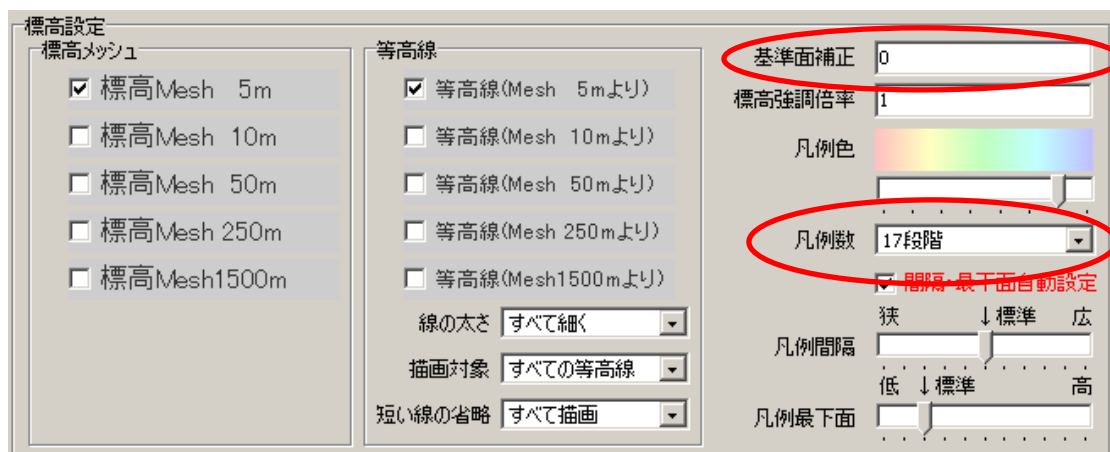 標高設定
標高メッシュ
標高Mesh 5m
標高Mesh 10m
標高Mesh 50m
標高Mesh 250m
標高Mesh1500m
等高線
等高線(Mesh 5mより)
等高線(Mesh 10mより)
等高線(Mesh 50mより)
等高線(Mesh 250mより)
等高線(Mesh1500mより)
線の太さ すべて細く
描画対象 すべての等高線
短い線の省略 すべて描画
基準面補正 0
標高強調倍率 1
凡例色
凡例数 17段階
間隔・最下面自動設定
狭 ↓標準 広
凡例間隔
低 ↓標準 高
凡例最下面